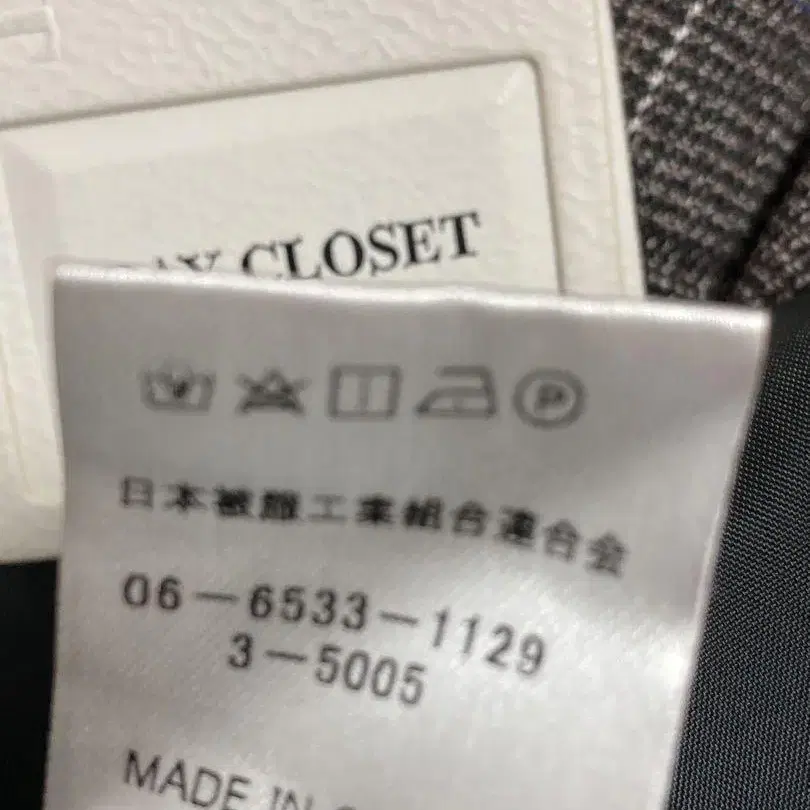 CLOSET
P
日本被服工業組合連合会
06-6533-1129
3-5005
MADE IN